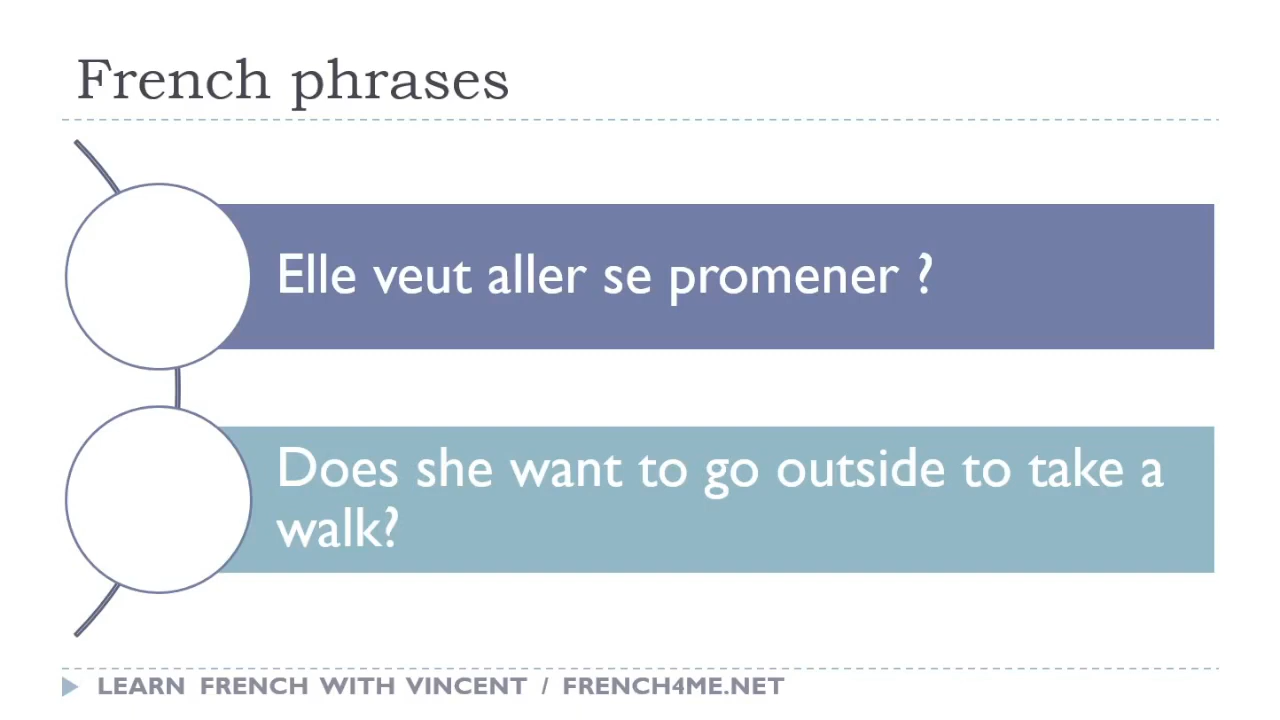 French phrases
Elle veut aller se promener ?
Does she want to go outside to take a
walk?
LEARN FRENCH WITH VINCENT / FRENCH4ME.NET